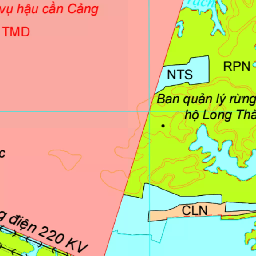 vụ hậu cần Cảng
TMD
RPN
NTS
Ban quản lý rừng
hộ Long Thà
CLN
điện 220 KV